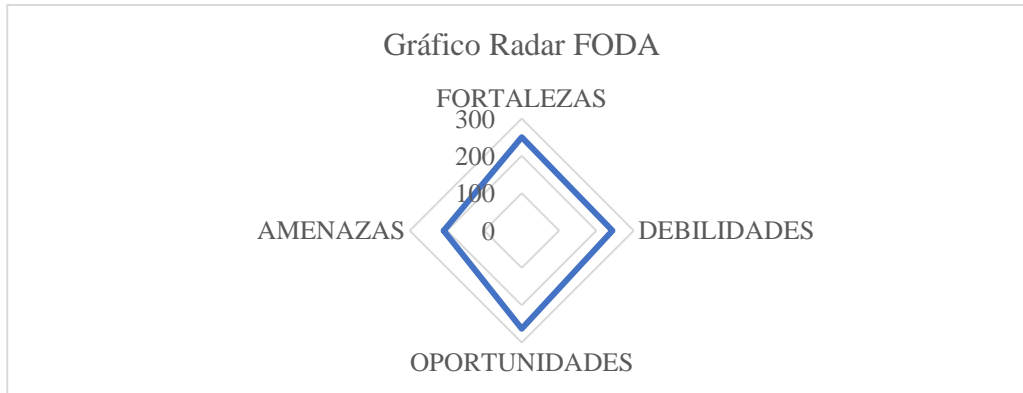 Gráfico Radar FODA
FORTALEZAS
300
200
100
0
AMENAZAS
DEBILIDADES
OPORTUNIDADES